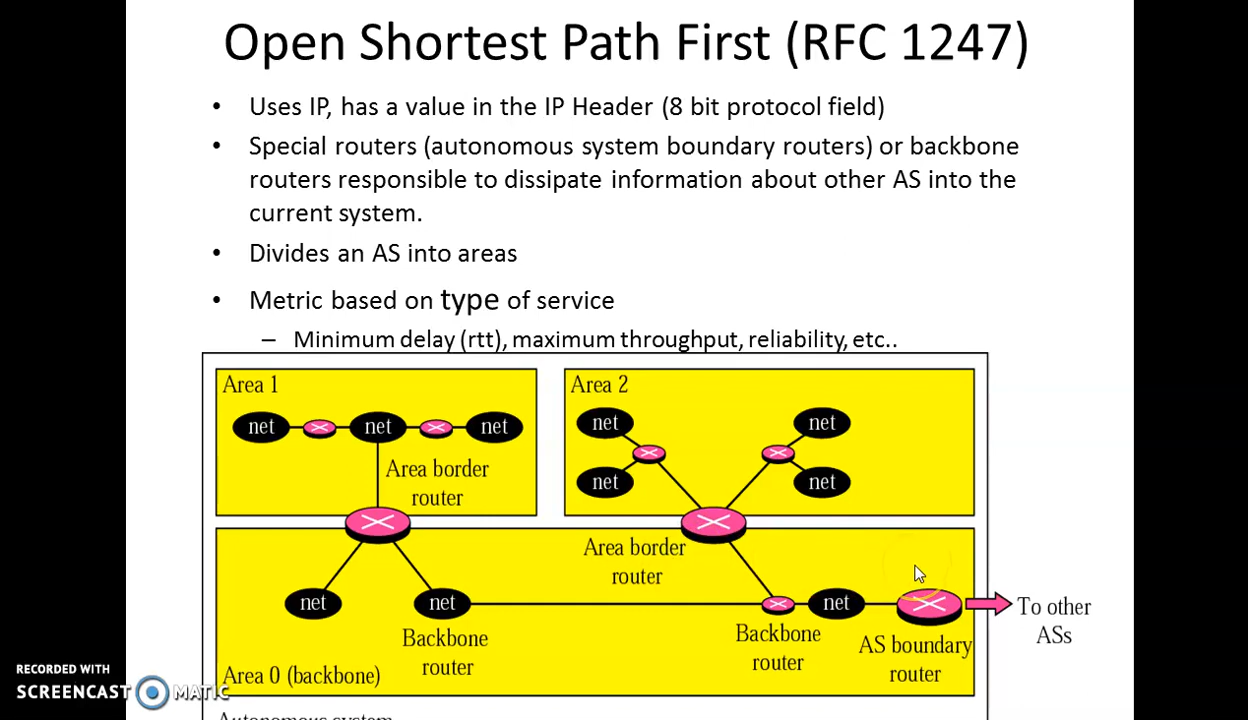 Open Shortest Path First (RFC 1247)
• Uses IP, has a value in the IP Header (8 bit protocol field)
• Special routers (autonomous system boundary routers) or backbone
routers responsible to dissipate information about other AS into the
current system.
• Divides an AS into areas
• Metric based on type of service
– Minimum delay (rtt), maximum throughput, reliability, etc..
Area 1
net
net
net
Area border
router
Area 2
net
net
net
net
Area border
router
net
net
Backbone
router
Backbone
router
net
AS boundary
router
To other
ASs
Area 0 (backbone)
Autonomous system
RECORDED WITH
SCREENCAST MATIC